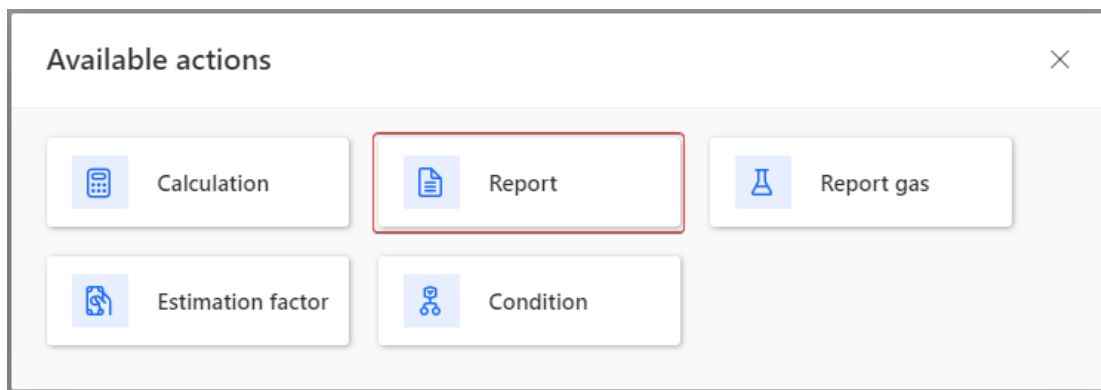 Available actions
Calculation
Report
Report gas
Estimation factor
Condition